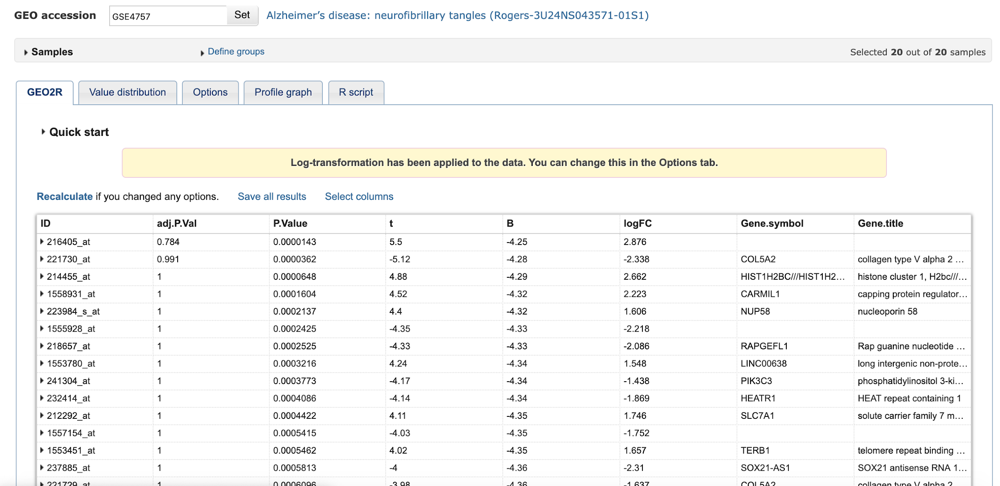 GEO accession GSE4757 Set Alzheimer’s disease: neurofibrillary tangles (Rogers-3U24NS043571-01S1)
Samples Define groups Selected 20 out of 20 samples
GEO2R Value distribution Options Profile graph R script
Quick start
Log-transformation has been applied to the data. You can change this in the Options tab.
Recalculate if you changed any options. Save all results Select columns
ID adj.P.Val P.Value t B logFC Gene.symbol Gene.title
216405_at 0.784 0.0000143 5.5 -4.25 2.876
221730_at 0.991 0.0000362 -5.12 -4.28 -2.338 COL5A2 collagen type V alpha 2 ...
214455_at 1 0.0000648 4.88 -4.29 2.662 HIST1H2BC///HIST1H2... histone cluster 1, H2bc///...
1558931_at 1 0.0001604 4.52 -4.32 2.223 CARMIL1 capping protein regulator...
223984_s_at 1 0.0002137 4.4 -4.32 1.606 NUP58 nucleoporin 58
1555928_at 1 0.0002425 -4.35 -4.33 -2.218
218657_at 1 0.0002525 -4.33 -4.33 -2.086 RAPGEFL1 Rap guanine nucleotide ...
1553780_at 1 0.0003216 4.24 -4.34 1.548 LINC00638 long intergenic non-prote...
241304_at 1 0.0003773 -4.17 -4.34 -1.438 PIK3C3 phosphatidylinositol 3-ki...
232414_at 1 0.0004086 -4.14 -4.34 -1.869 HEATR1 HEAT repeat containing 1
212292_at 1 0.0004422 4.11 -4.35 1.746 SLC7A1 solute carrier family 7 m...
1557154_at 1 0.0005415 -4.03 -4.35 -1.752
1553451_at 1 0.0005462 4.02 -4.35 1.657 TERB1 telomere repeat binding ...
237885_at 1 0.0005813 -4 -4.36 -2.31 SOX21-AS1 SOX21 antisense RNA 1...
221729_at 1 0.0006096 -3.98 -4.36 -1.637 COL5A2 collagen type V alpha 2